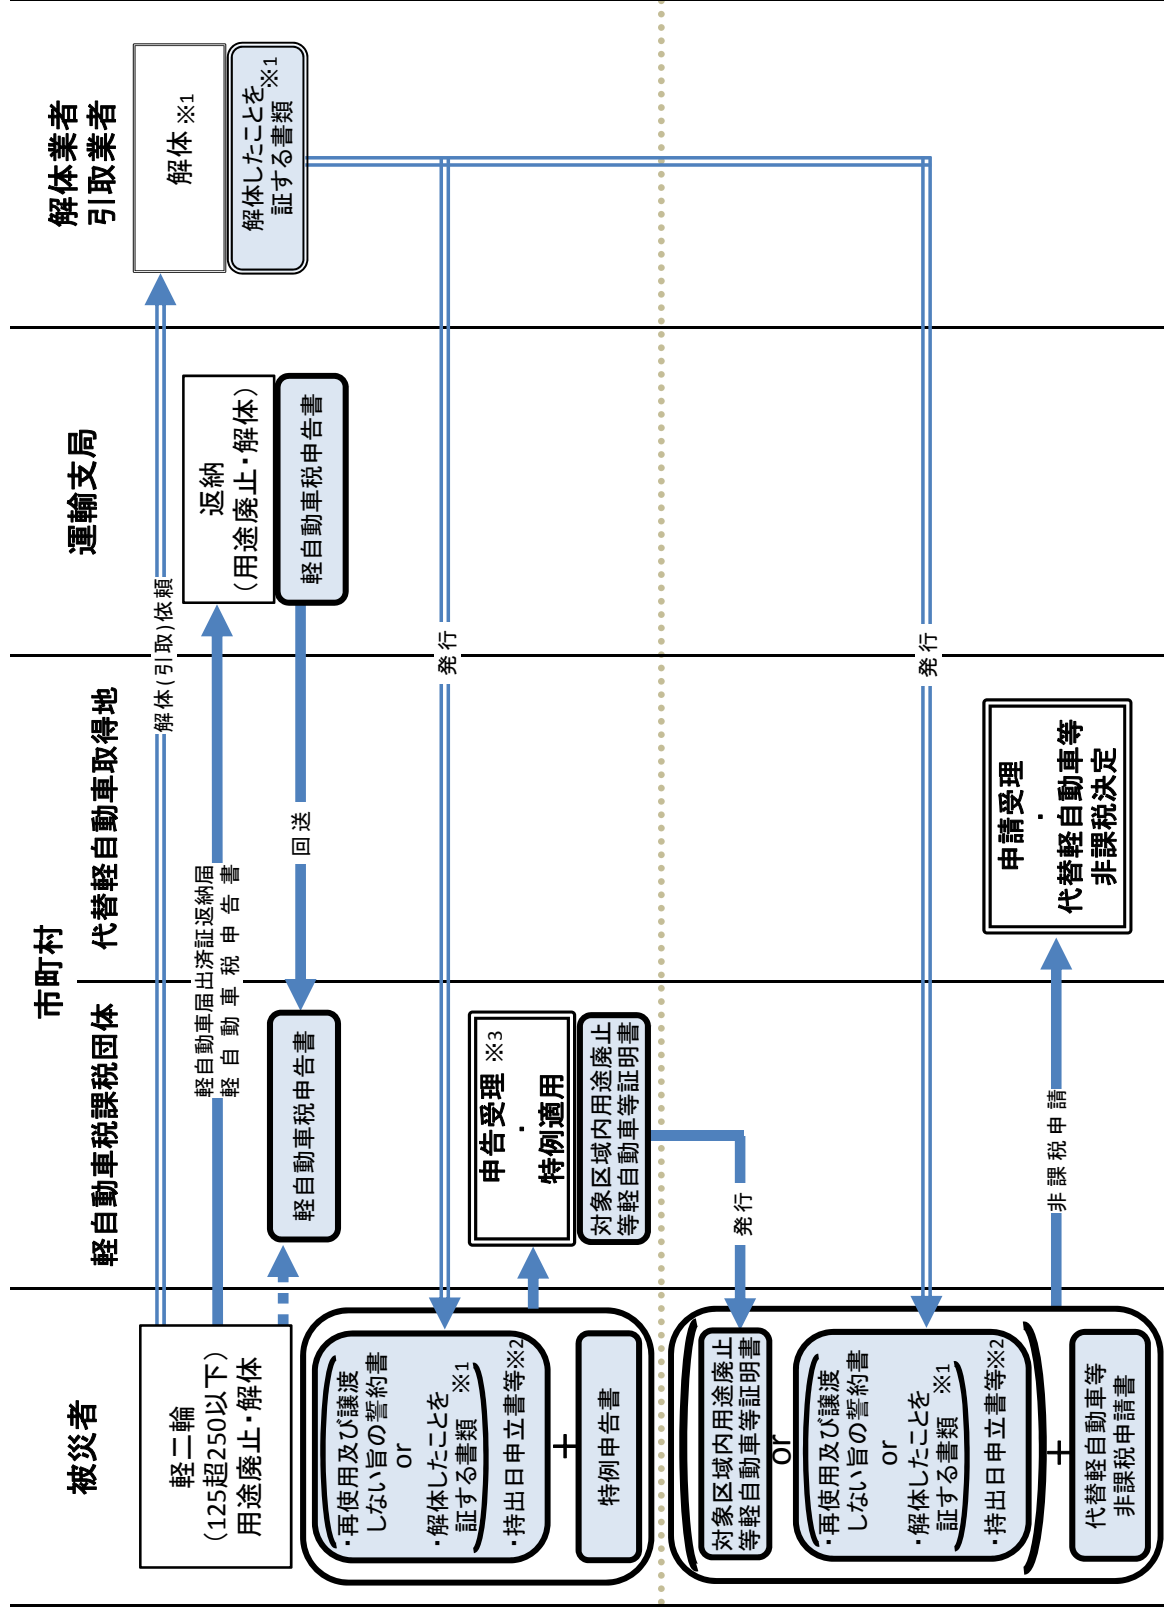 被災者
市町村
軽自動車税課税団体
代替軽自動車取得地
運輸支局
解体業者
引取業者
軽二輪
（125超250以下）
用途廃止・解体
解体(引取)依頼
解体※1
解体したことを
証する書類※1
軽自動車届出済証返納届
軽自動車税申告書
返納
（用途廃止・解体）
軽自動車税申告書
回送
軽自動車税申告書
発行
・再使用及び譲渡
しない旨の誓約書
or
・解体したことを
証する書類※1
・持出日申立書等※2
＋
特例申告書
申告受理※3
・
特例適用
対象区域内用途廃止
等軽自動車等証明書
発行
発行
対象区域内用途廃止
等軽自動車等証明書
or
・再使用及び譲渡
しない旨の誓約書
or
・解体したことを
証する書類※1
・持出日申立書等※2
＋
代替軽自動車等
非課税申請書
非課税申請
申請受理
・
代替軽自動車等
非課税決定